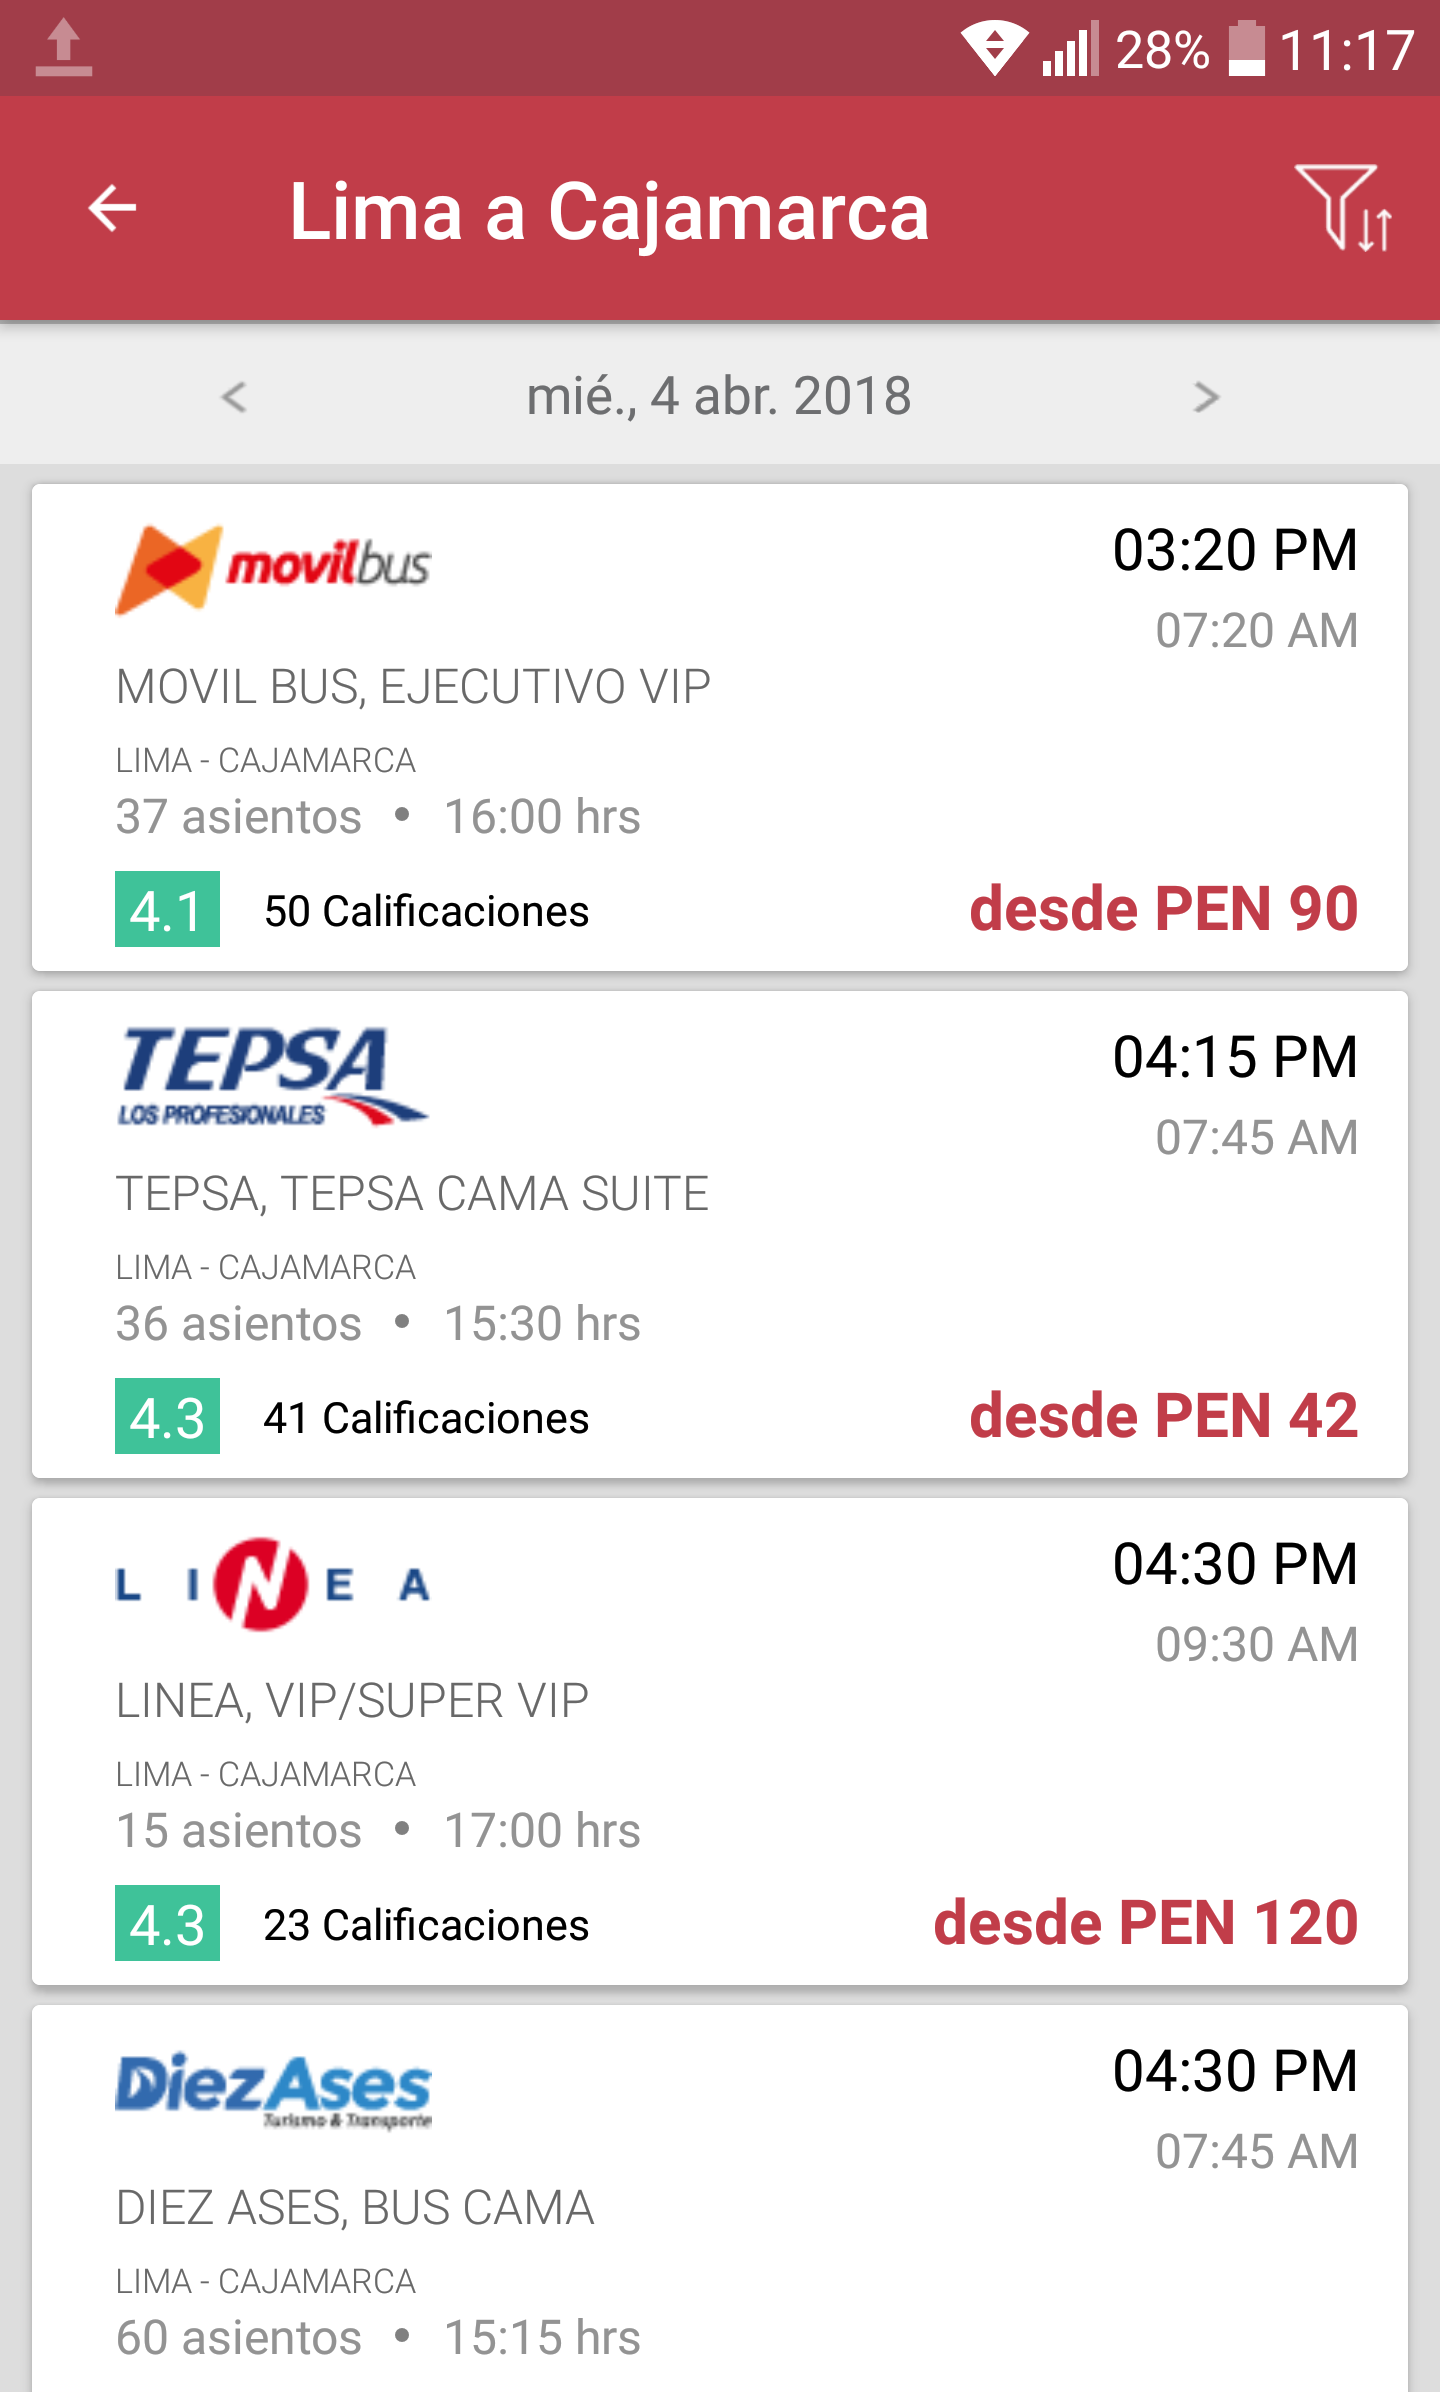 28% 11:17
Lima a Cajamarca
< mié., 4 abr. 2018 >
movilbus
03:20 PM
07:20 AM
MOVIL BUS, EJECUTIVO VIP
LIMA - CAJAMARCA
37 asientos • 16:00 hrs
4.1 50 Calificaciones desde PEN 90
TEPSA
LOS PROFESIONALES
04:15 PM
07:45 AM
TEPSA, TEPSA CAMA SUITE
LIMA - CAJAMARCA
36 asientos • 15:30 hrs
4.3 41 Calificaciones desde PEN 42
LINEA
04:30 PM
09:30 AM
LINEA, VIP/SUPER VIP
LIMA - CAJAMARCA
15 asientos • 17:00 hrs
4.3 23 Calificaciones desde PEN 120
DiezAses
Turismo & Transporte
04:30 PM
07:45 AM
DIEZ ASES, BUS CAMA
LIMA - CAJAMARCA
60 asientos • 15:15 hrs